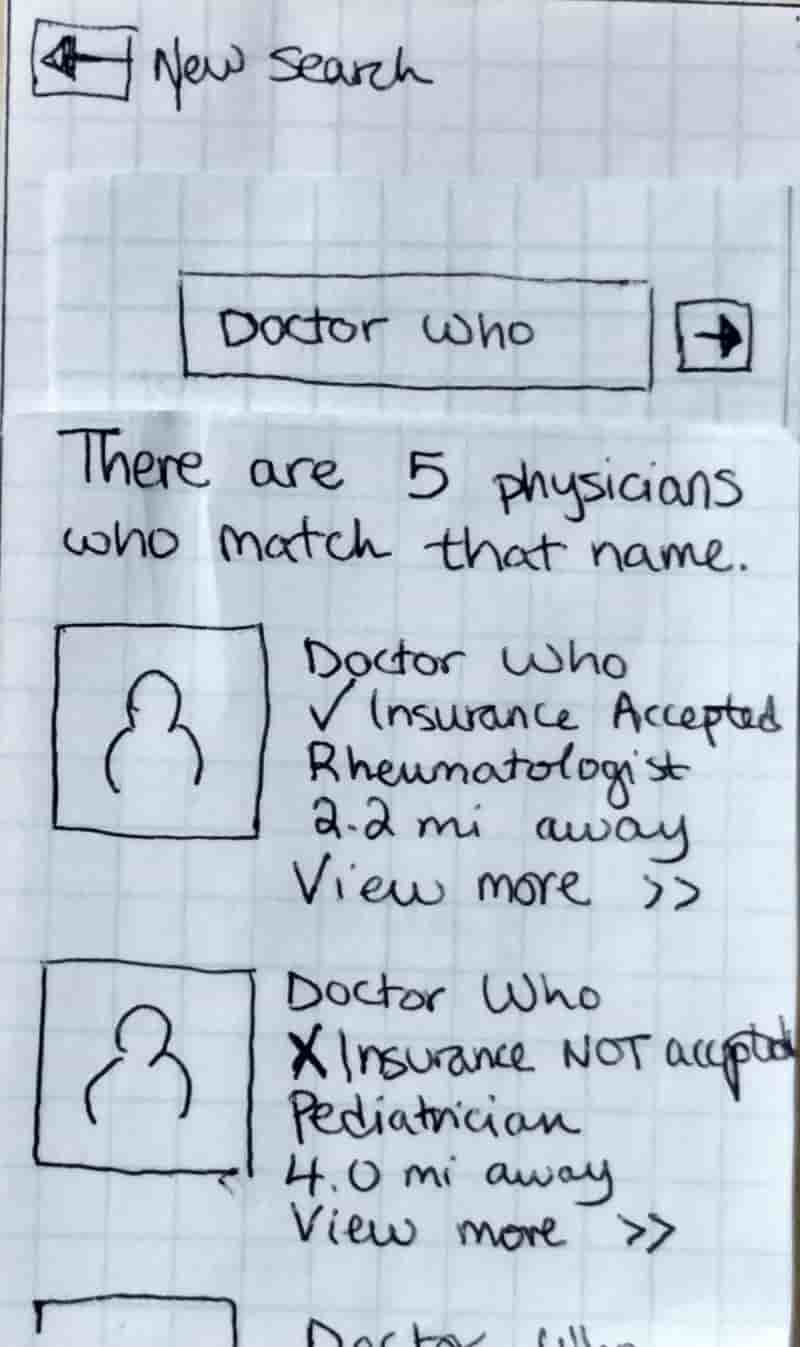 New Search
Doctor Who
There are 5 physicians
who match that name.
Doctor Who
✓ Insurance Accepted
Rheumatologist
2.2 mi away
View more >>
Doctor Who
X Insurance NOT accepted
Pediatrician
4.0 mi away
View more >>
Doctor